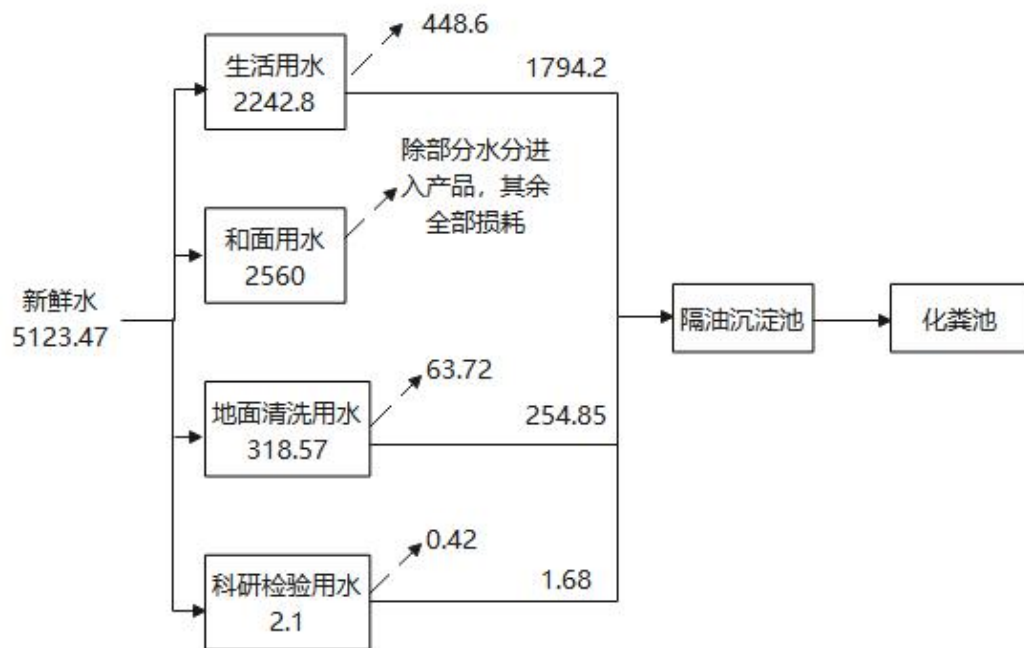 448.6
生活用水
2242.8
1794.2
除部分水分进
入产品，其余
全部损耗
和面用水
2560
新鲜水
5123.47
隔油沉淀池
化粪池
63.72
地面清洗用水
318.57
254.85
0.42
科研检验用水
2.1
1.68